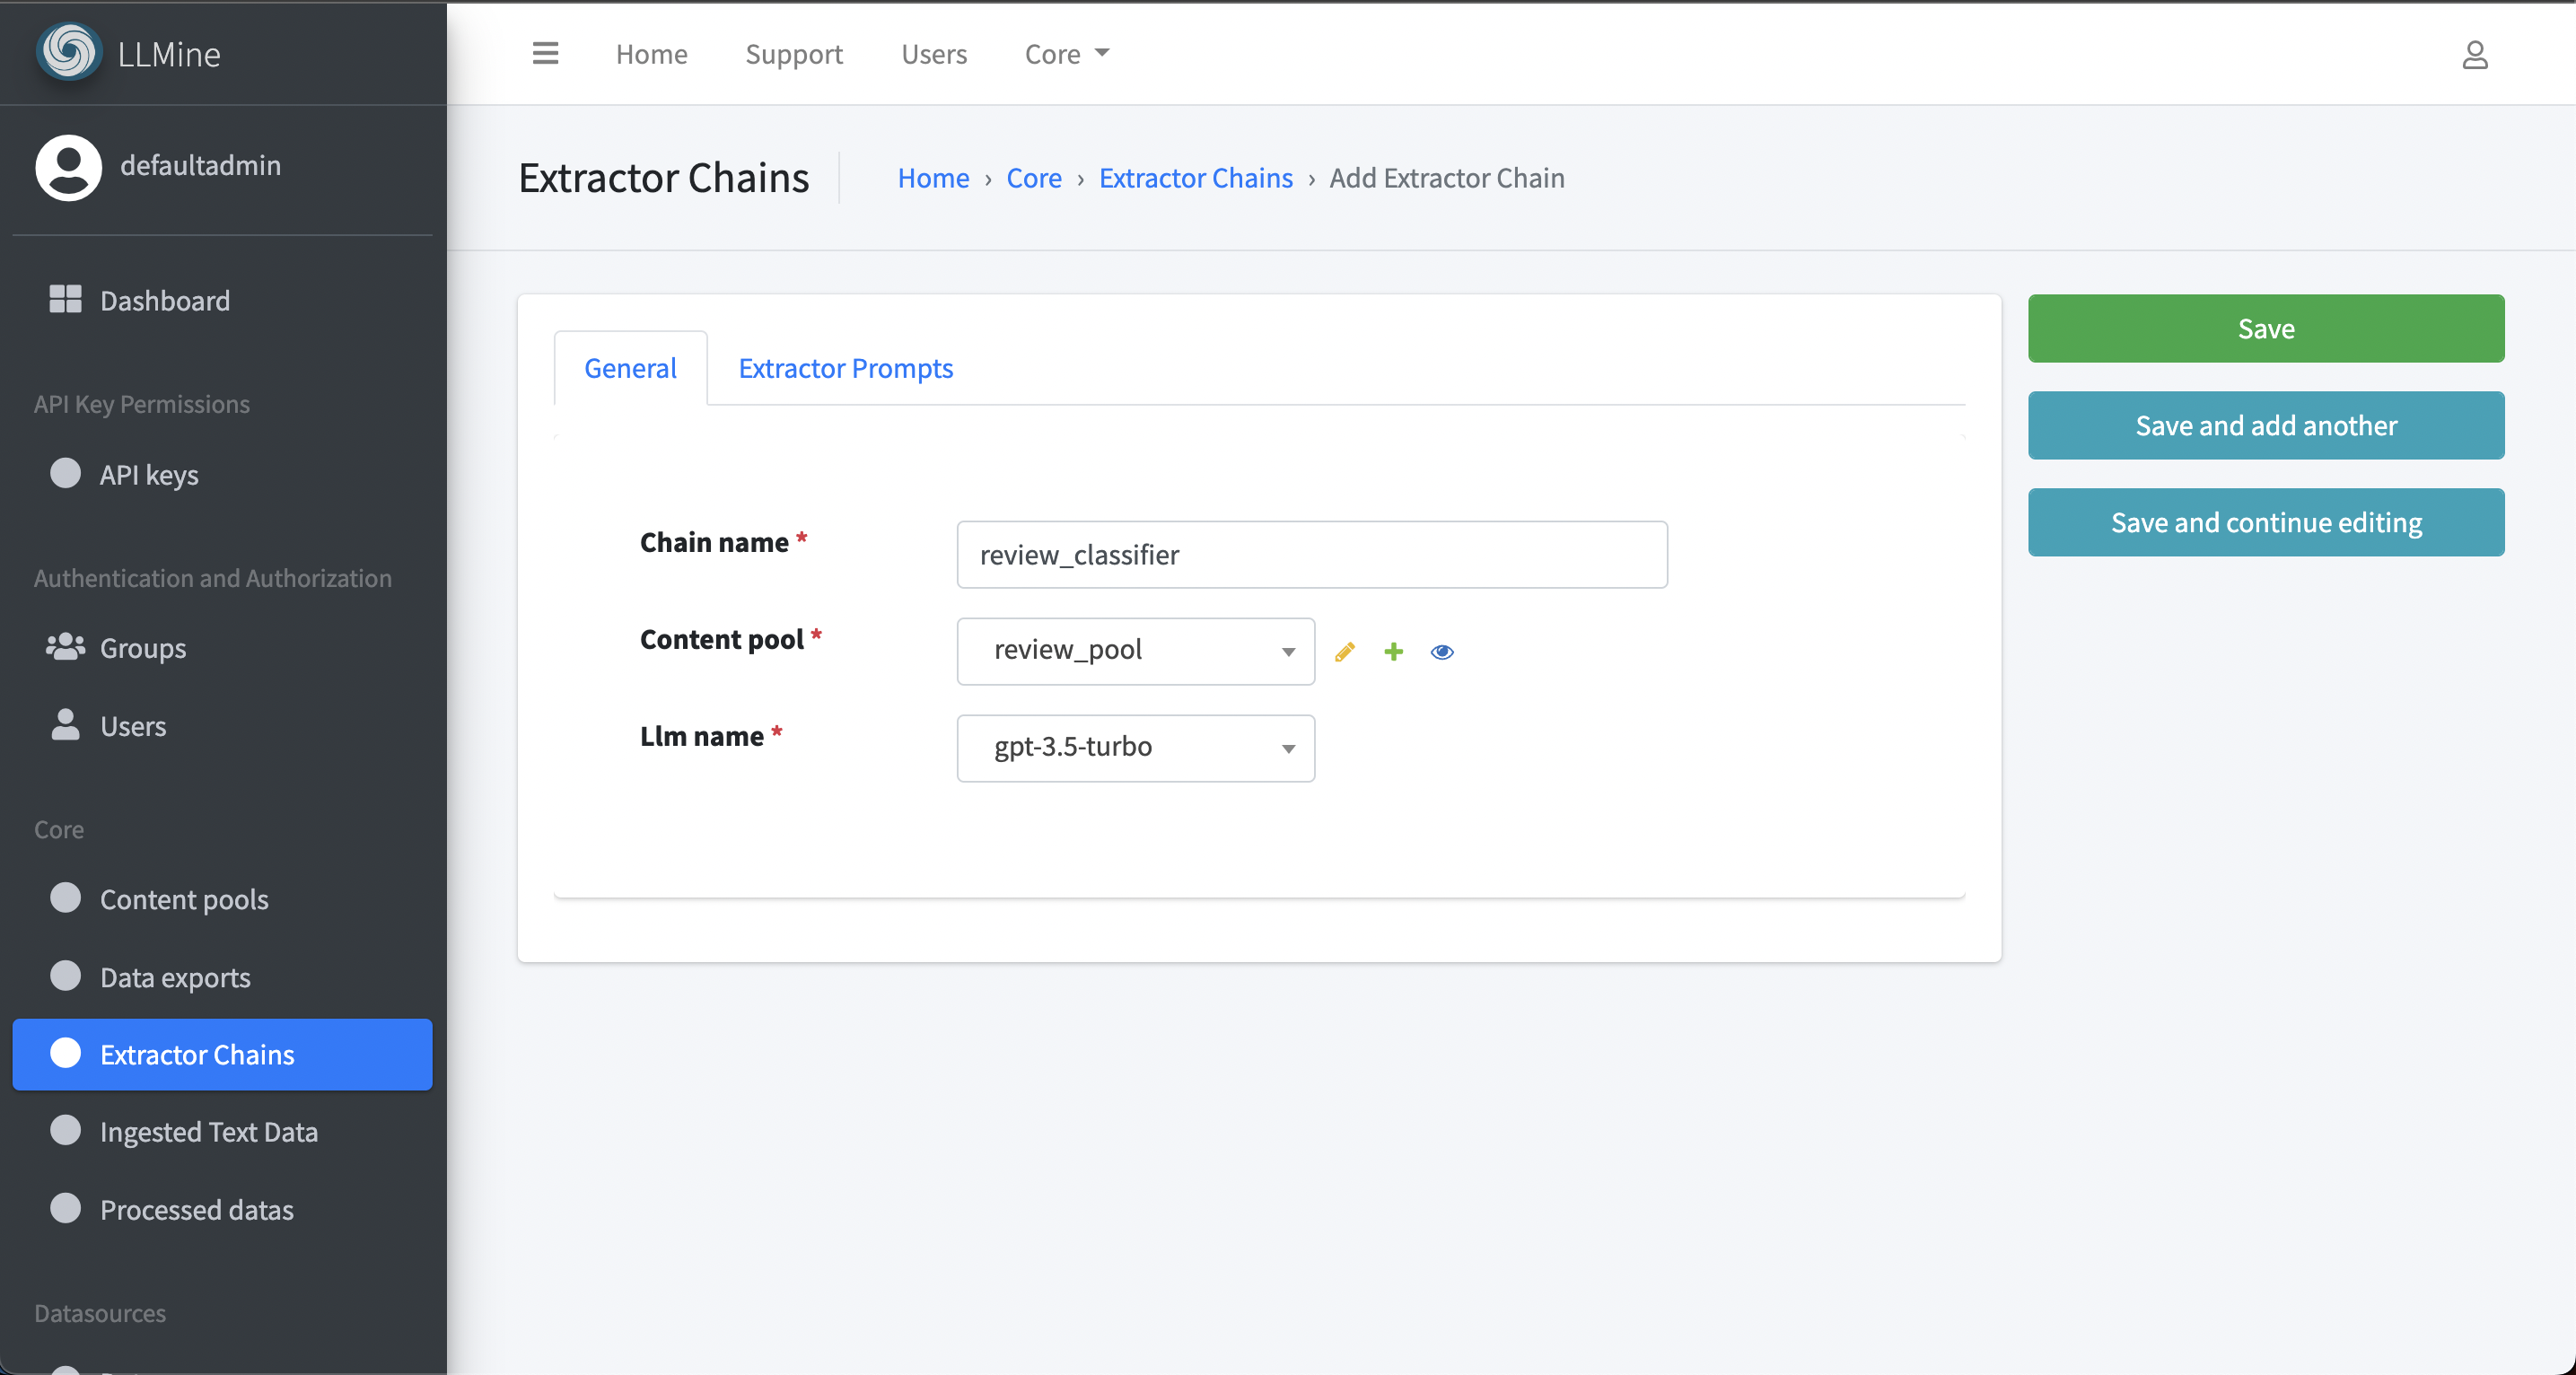 LLMine
Home
Support
Users
Core
defaultadmin
Extractor Chains
Home › Core › Extractor Chains › Add Extractor Chain
Dashboard
API Key Permissions
API keys
Authentication and Authorization
Groups
Users
Core
Content pools
Data exports
Extractor Chains
Ingested Text Data
Processed datas
Datasources
General
Extractor Prompts
Chain name *
review_classifier
Content pool *
review_pool
Llm name *
gpt-3.5-turbo
Save
Save and add another
Save and continue editing